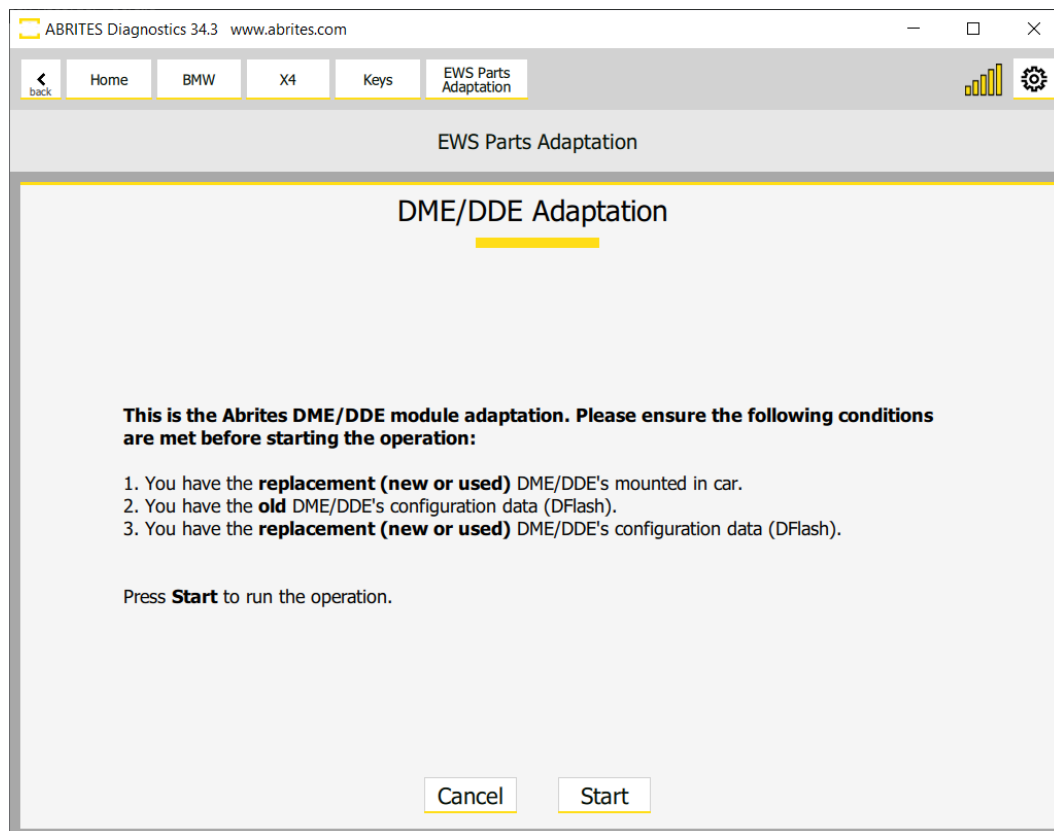 ABRITES Diagnostics 34.3 www.abrites.com
back
Home
BMW
X4
Keys
EWS Parts
Adaptation
EWS Parts Adaptation
DME/DDE Adaptation
This is the Abrites DME/DDE module adaptation. Please ensure the following conditions
are met before starting the operation:
1. You have the replacement (new or used) DME/DDE's mounted in car.
2. You have the old DME/DDE's configuration data (DFlash).
3. You have the replacement (new or used) DME/DDE's configuration data (DFlash).
Press Start to run the operation.
Cancel
Start